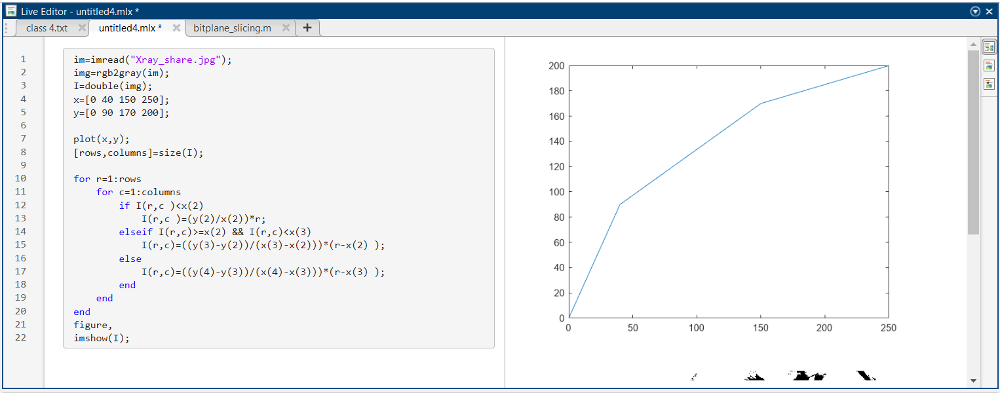 Live Editor - untitled4.mlx *
class 4.txt untitled4.mlx * bitplane_slicing.m
1 im=imread("Xray_share.jpg");
2 img=rgb2gray(im);
3 I=double(img);
4 x=[0 40 150 250];
5 y=[0 90 170 200];
6
7 plot(x,y);
8 [rows,columns]=size(I);
9
10 for r=1:rows
11 for c=1:columns
12 if I(r,c )<x(2)
13 I(r,c )=(y(2)/x(2))*r;
14 elseif I(r,c)>=x(2) && I(r,c)<x(3)
15 I(r,c)=((y(3)-y(2))/(x(3)-x(2)))*(r-x(2) );
16 else
17 I(r,c)=((y(4)-y(3))/(x(4)-x(3)))*(r-x(3) );
18 end
19 end
20 end
21 figure,
22 imshow(I);
200
180
160
140
120
100
80
60
40
20
0
0 50 100 150 200 250